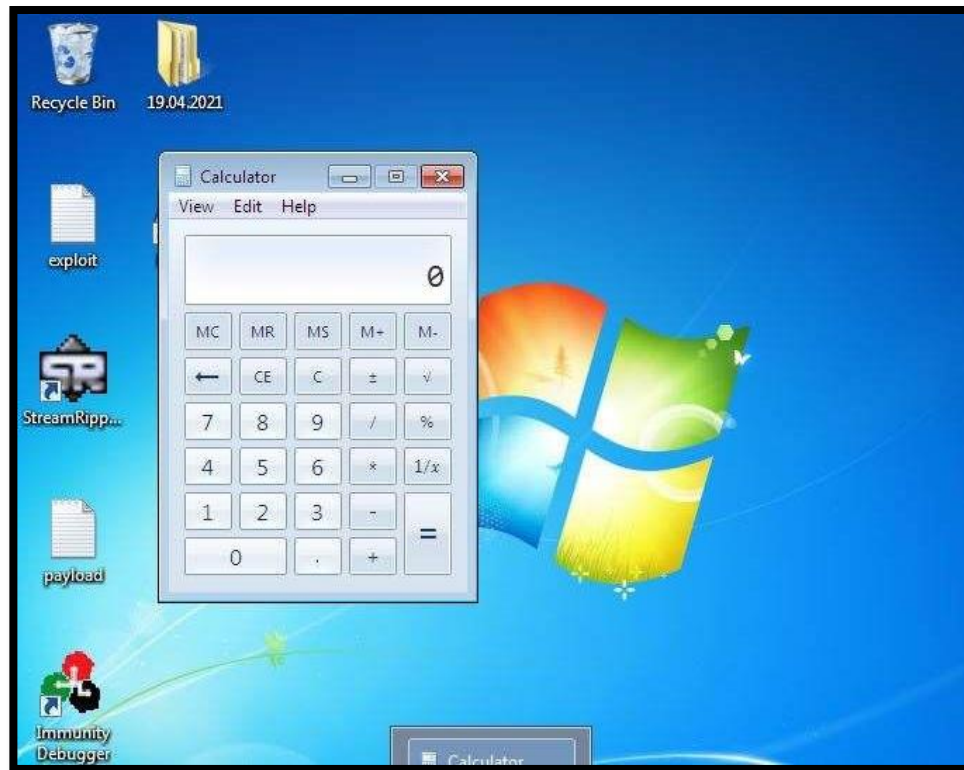 Recycle Bin
19.04.2021
Calculator
View Edit Help
0
exploit
MC MR MS M+ M-
← CE C ± √
StreamRipp...
7 8 9 / %
4 5 6 * 1/x
1 2 3 - =
0 . +
payload
Immunity
Debugger
Calculator